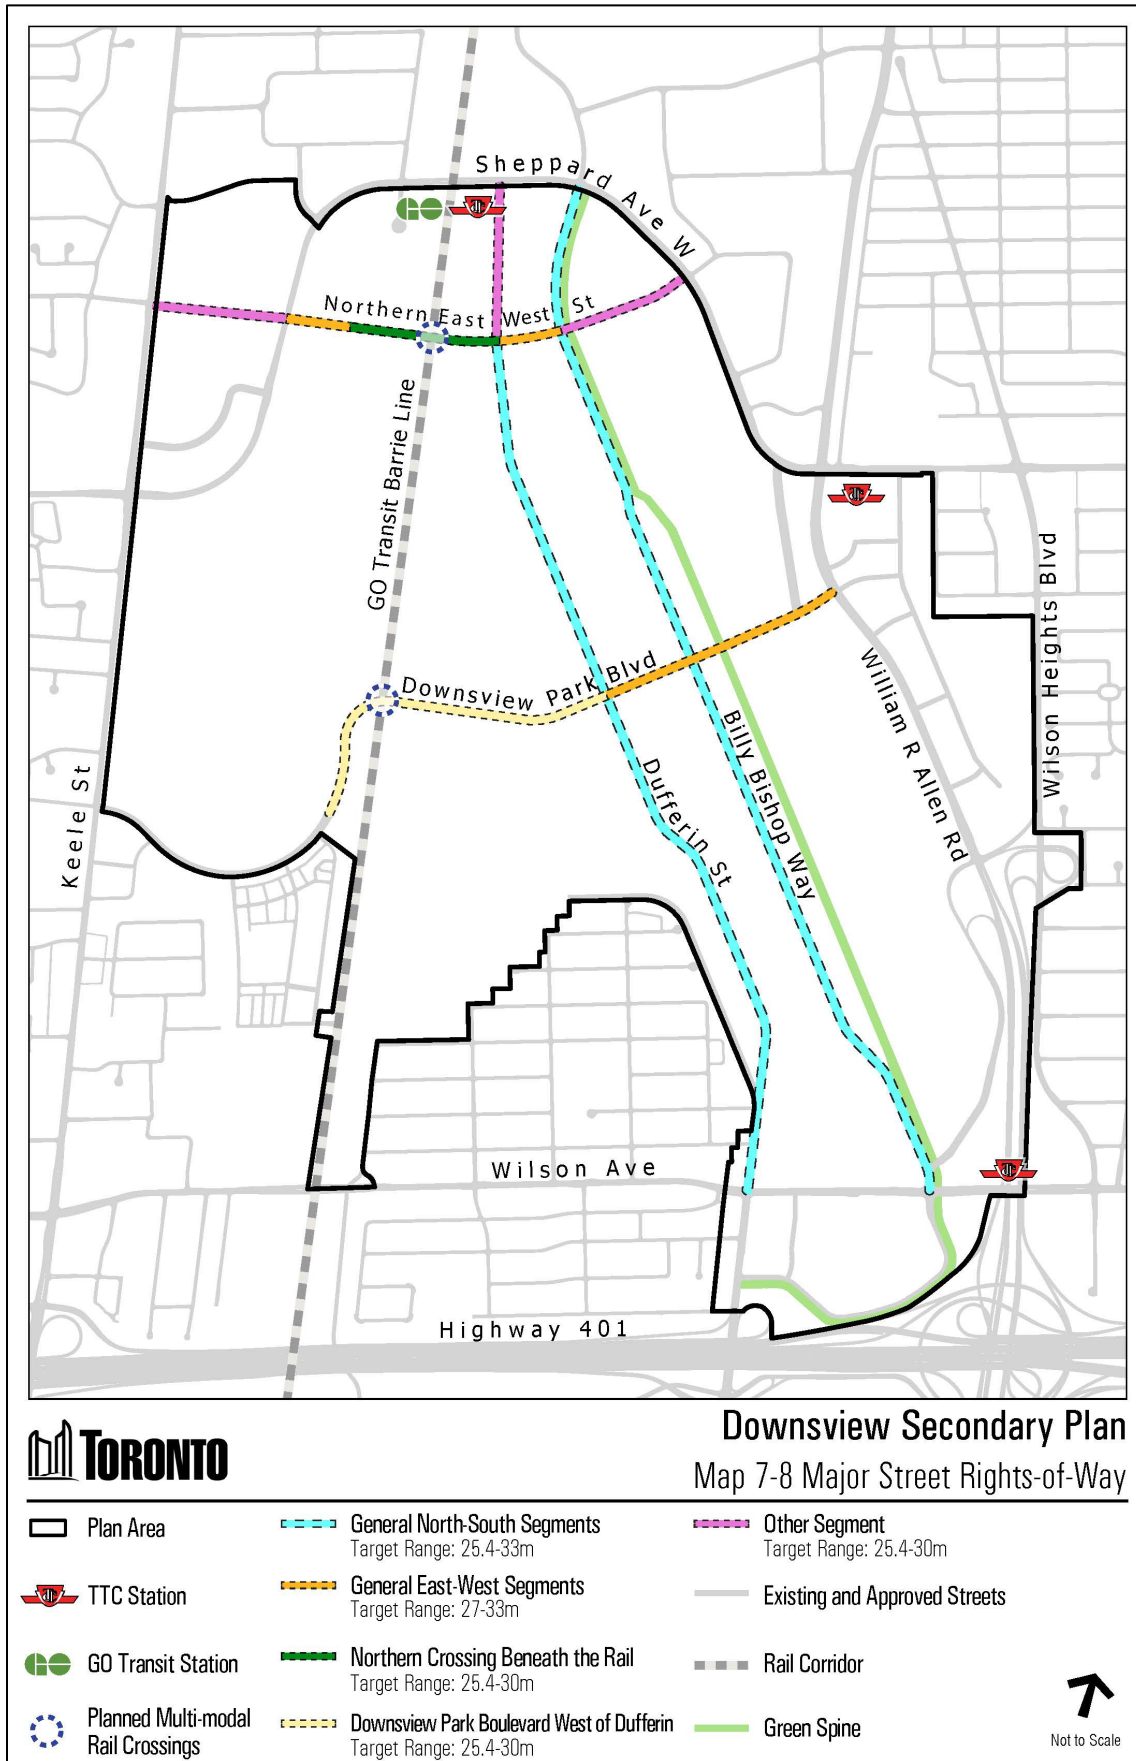 Sheppard Ave W
GO
Northern East West St
GO Transit Barrie Line
Wilson Heights Blvd
Downsview Park Blvd
William R Allen Rd
Billy Bishop Way
Dufferin St
Keele St
Wilson Ave
Highway 401
TORONTO
Downsview Secondary Plan
Map 7-8 Major Street Rights-of-Way
Plan Area
TTC Station
GO
GO Transit Station
Planned Multi-modal
Rail Crossings
General North-South Segments
Target Range: 25.4-33m
General East-West Segments
Target Range: 27-33m
Northern Crossing Beneath the Rail
Target Range: 25.4-30m
Downsview Park Boulevard West of Dufferin
Target Range: 25.4-30m
Other Segment
Target Range: 25.4-30m
Existing and Approved Streets
Rail Corridor
Green Spine
Not to Scale